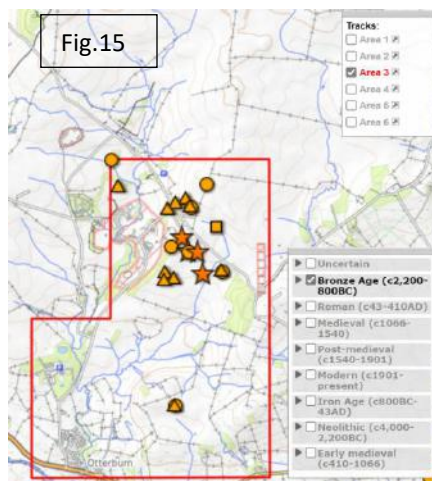 Fig.15
Tracks:
Area 1
Area 2
Area 3
Area 4
Area 5
Area 6
Uncertain
Bronze Age (c2,200-
800BC)
Roman (c43-410AD)
Medieval (c1066-
1540)
Post-medieval
(c1540-1901)
Modern (c1901-
present)
Iron Age (c800BC-
43AD)
Neolithic (c4,000-
2,200BC)
Early medieval
(c410-1066)
Otterburn